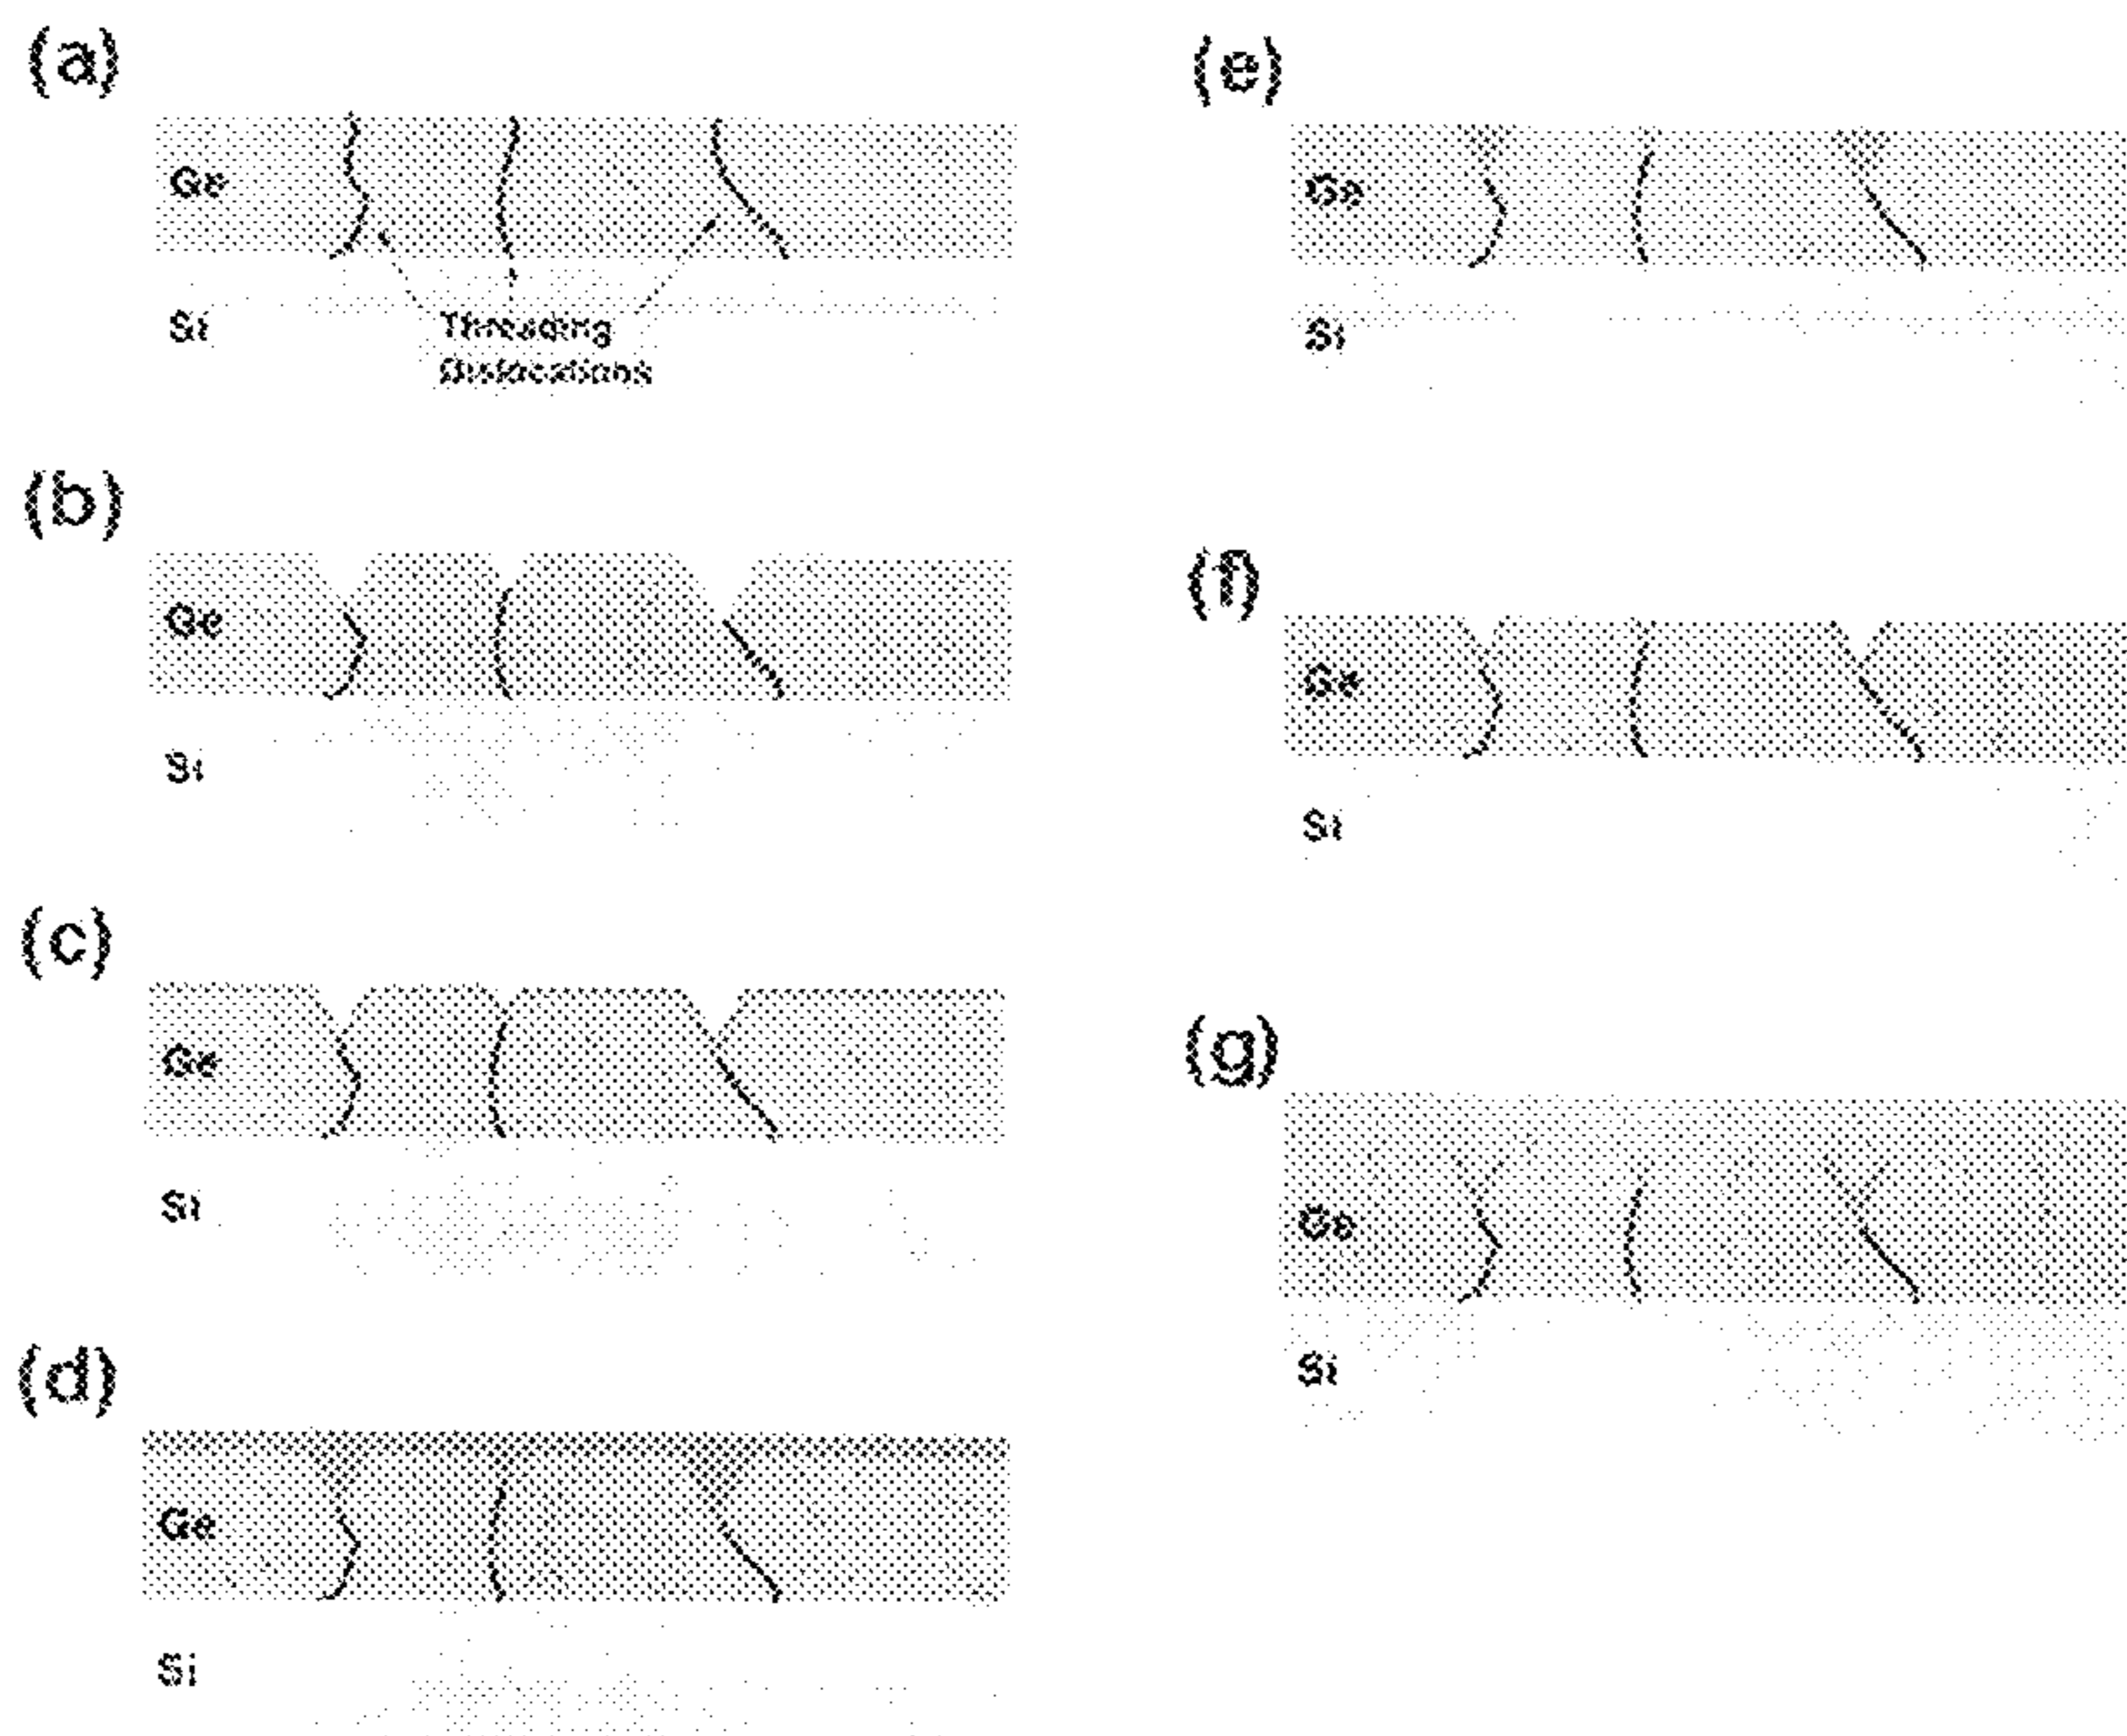 (a)
Ge
Si
Threading
Dislocations
(b)
Ge
Si
(c)
Ge
Si
(d)
Ge
Si
(e)
Ge
Si
(f)
Ge
Si
(g)
Ge
Si